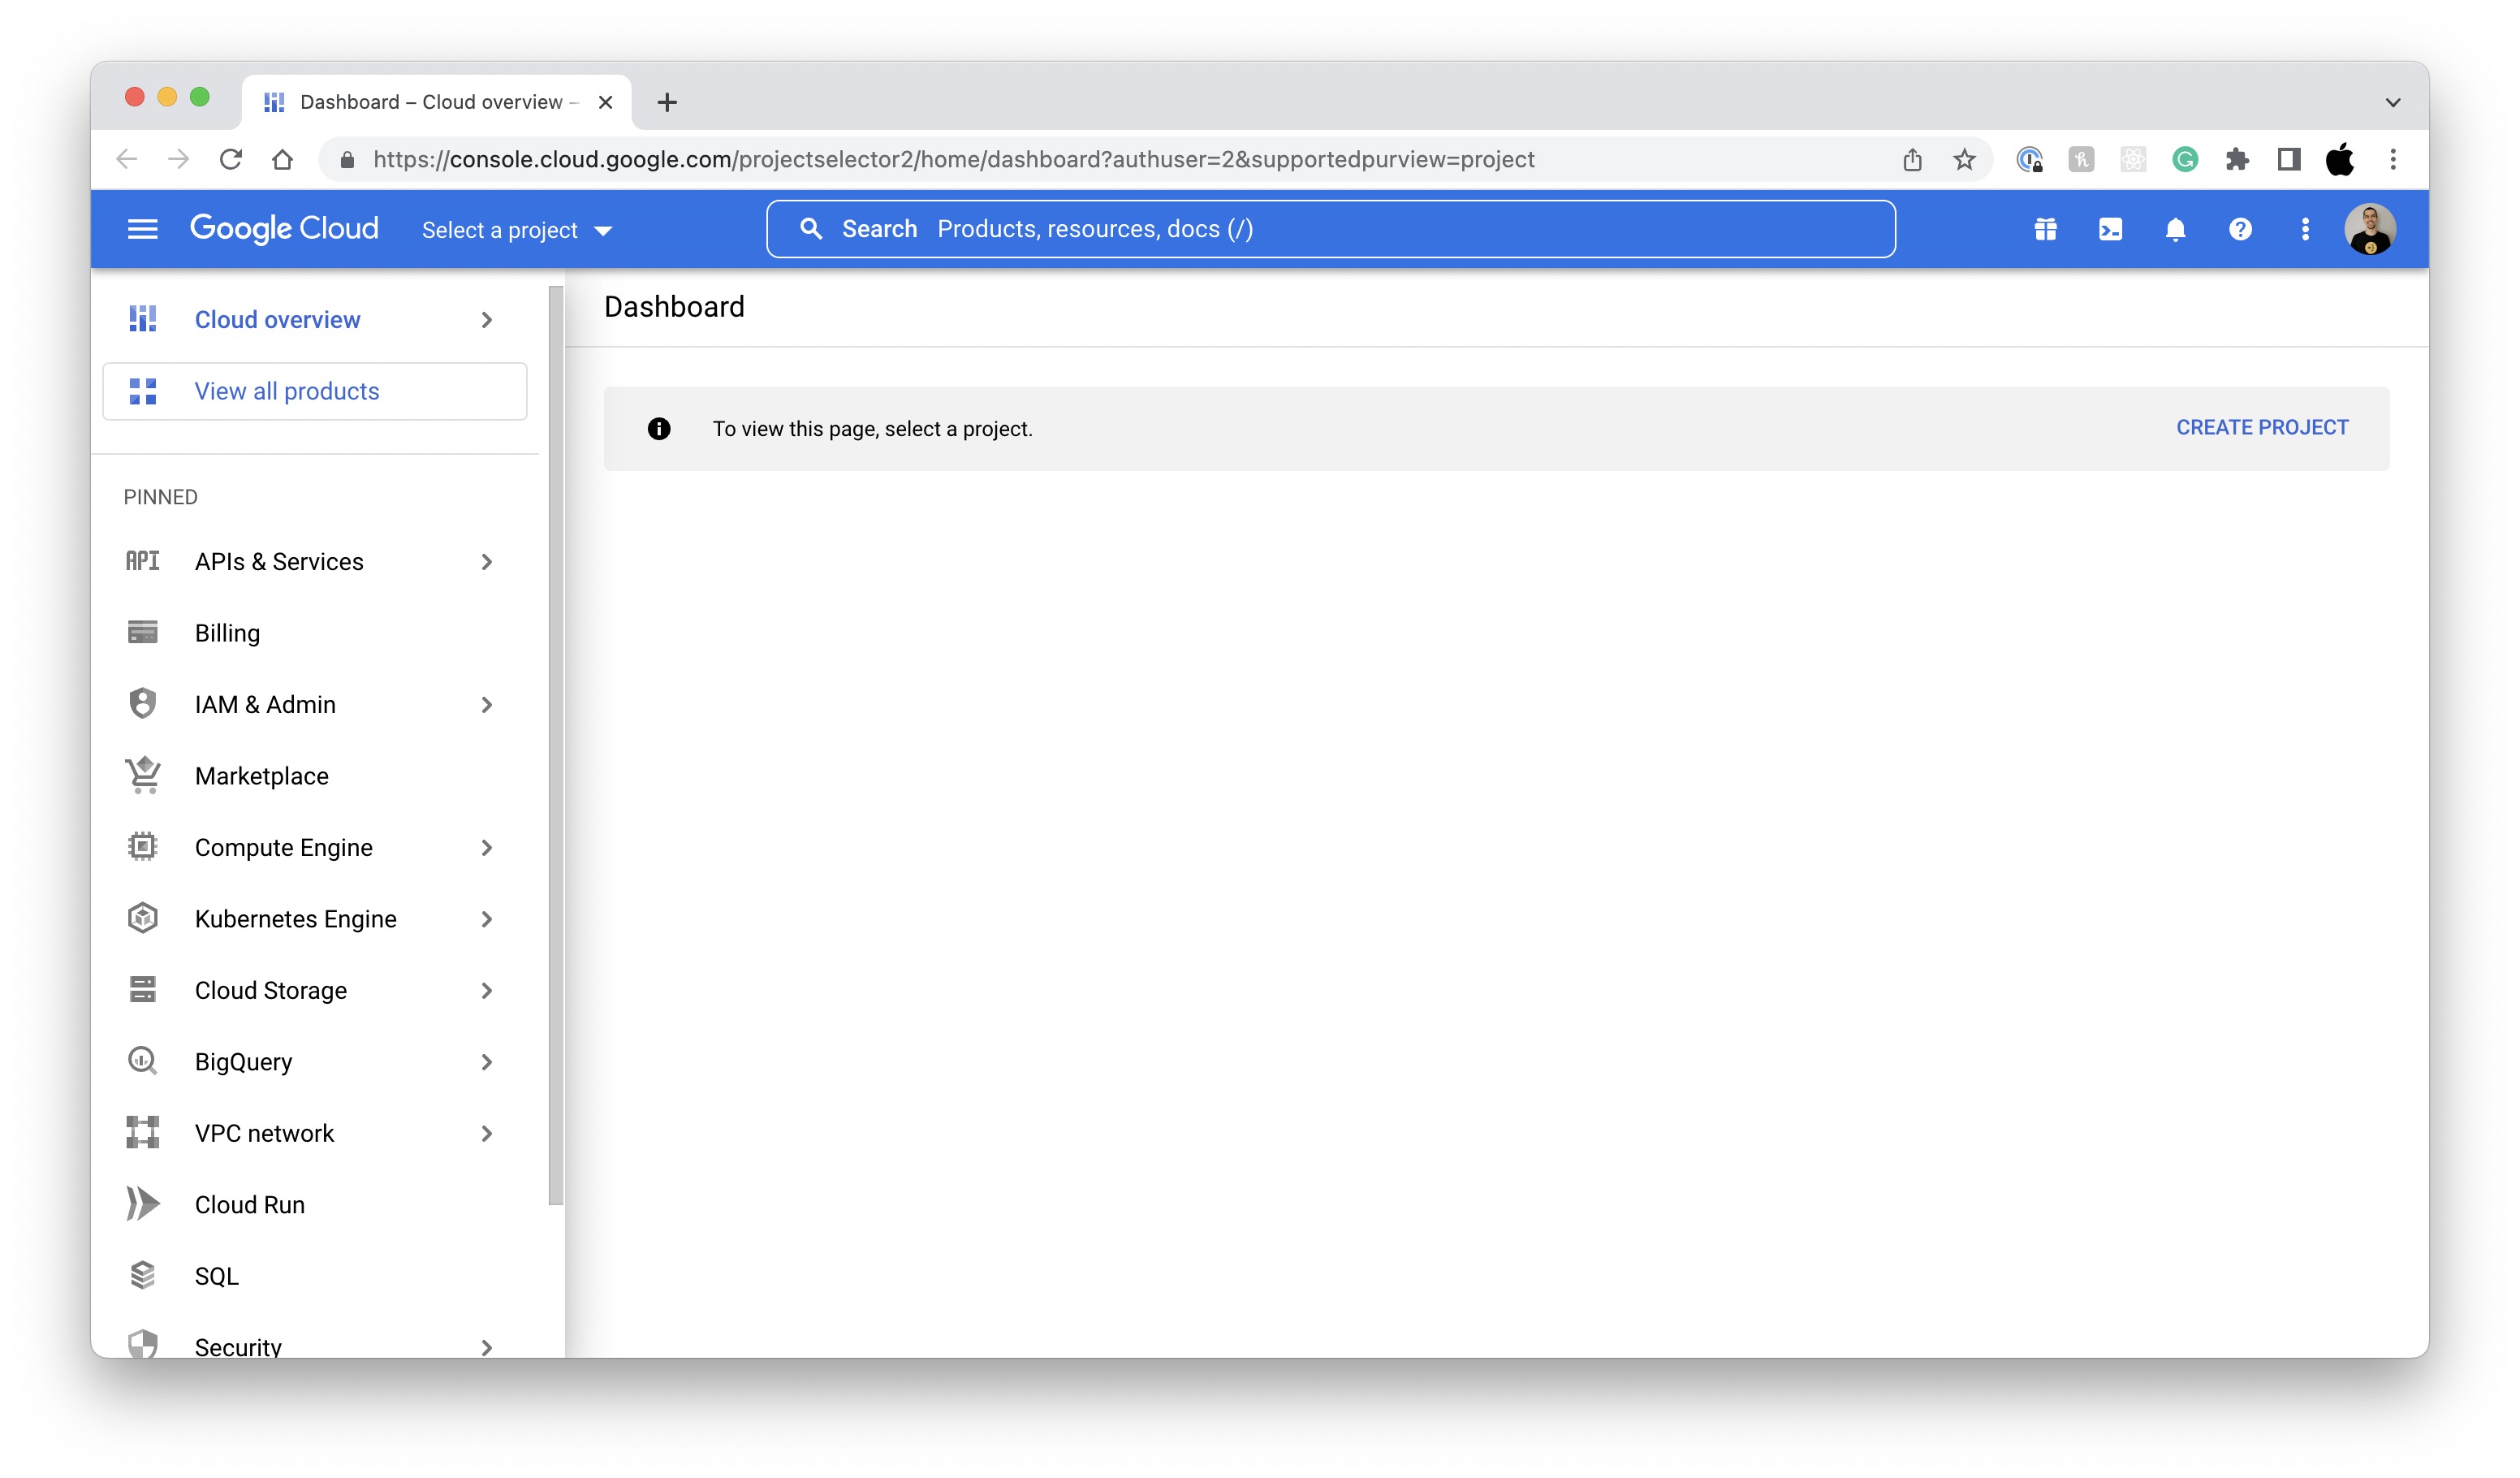 Dashboard – Cloud overview –
https://console.cloud.google.com/projectselector2/home/dashboard?authuser=2&supportedpurview=project
Google Cloud
Select a project
Search Products, resources, docs (/)
Cloud overview
View all products
PINNED
API APIs & Services
Billing
IAM & Admin
Marketplace
Compute Engine
Kubernetes Engine
Cloud Storage
BigQuery
VPC network
Cloud Run
SQL
Security
Dashboard
To view this page, select a project.
CREATE PROJECT